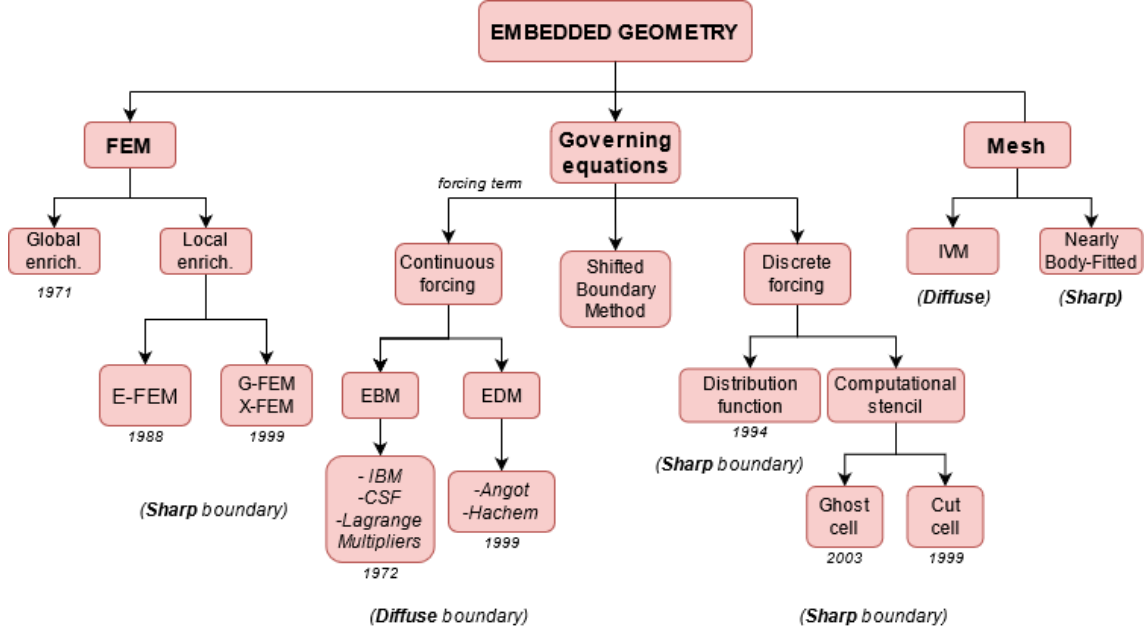 EMBEDDED GEOMETRY
FEM
Governing
equations
Mesh
forcing term
Global
enrich.
1971
Local
enrich.
Continuous
forcing
Shifted
Boundary
Method
Discrete
forcing
IVM
(Diffuse)
Nearly
Body-Fitted
(Sharp)
E-FEM
1988
G-FEM
X-FEM
1999
(Sharp boundary)
EBM
EDM
- IBM
-CSF
-Lagrange
Multipliers
1972
-Angot
-Hachem
1999
(Diffuse boundary)
Distribution
function
1994
(Sharp boundary)
Computational
stencil
Ghost
cell
2003
Cut
cell
1999
(Sharp boundary)